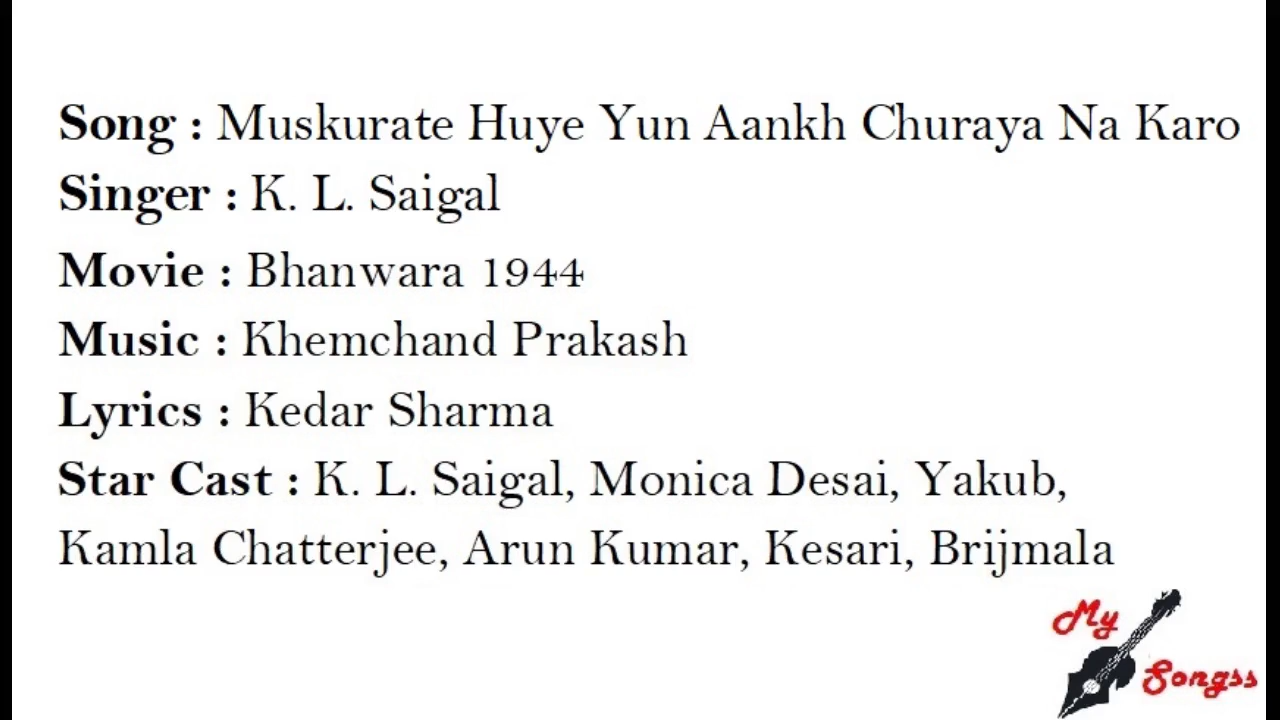 Song : Muskurate Huye Yun Aankh Churaya Na Karo
Singer : K. L. Saigal
Movie : Bhanwara 1944
Music : Khemchand Prakash
Lyrics : Kedar Sharma
Star Cast : K. L. Saigal, Monica Desai, Yakub,
Kamla Chatterjee, Arun Kumar, Kesari, Brijmala
My
Songss